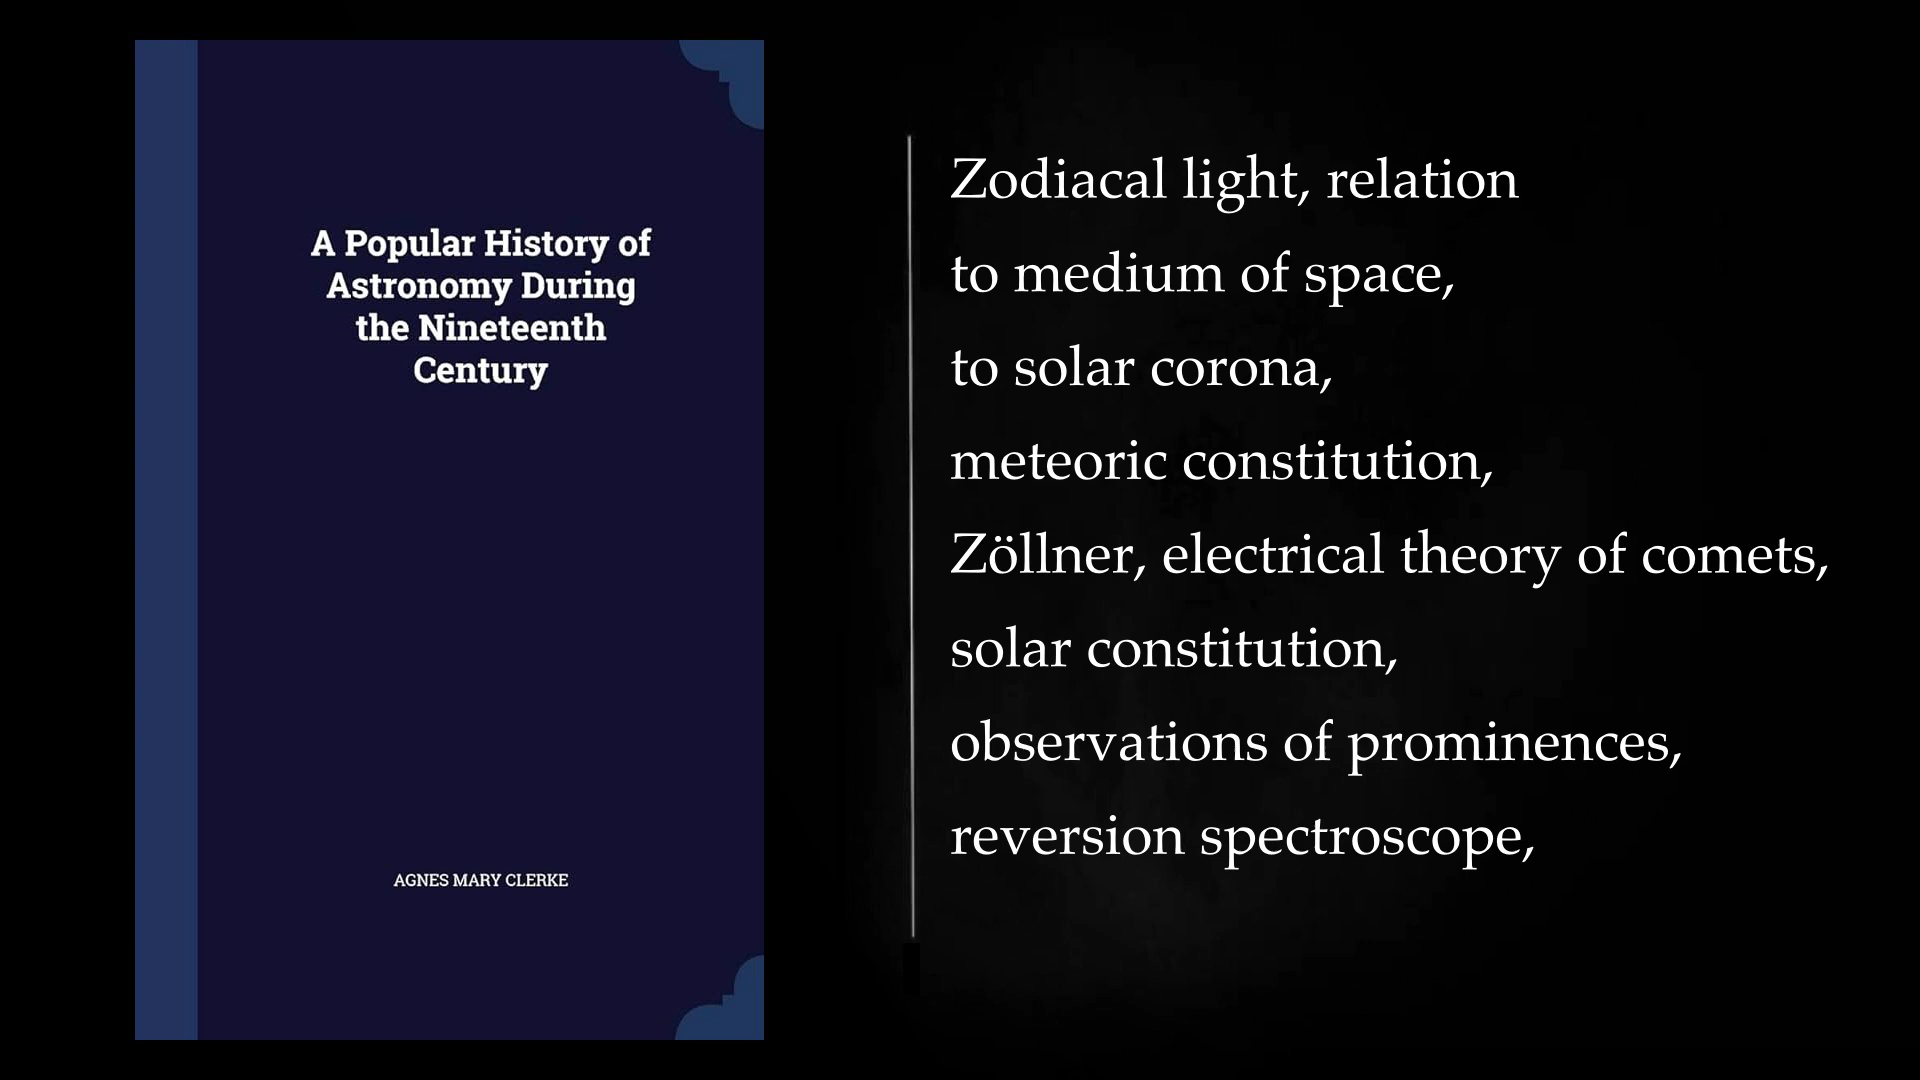 A Popular History of
Astronomy During
the Nineteenth
Century
AGNES MARY CLERKE
Zodiacal light, relation
to medium of space,
to solar corona,
meteoric constitution,
Zöllner, electrical theory of comets,
solar constitution,
observations of prominences,
reversion spectroscope,